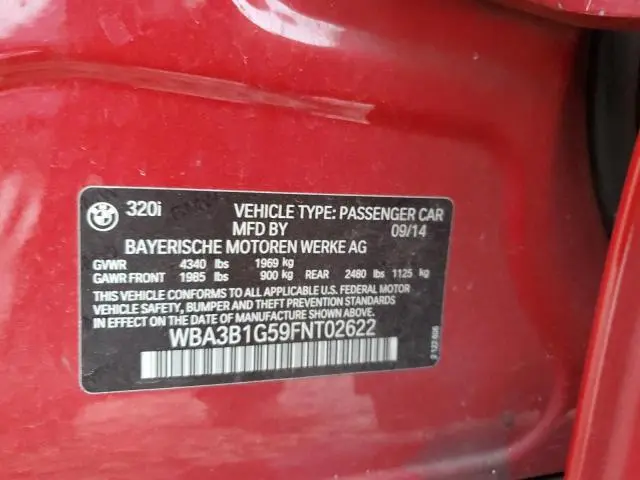 320i VEHICLE TYPE: PASSENGER CAR
MFD BY 09/14
BAYERISCHE MOTOREN WERKE AG
GVWR 4340 lbs 1969 kg
GAWR FRONT 1985 lbs 900 kg REAR 2480 lbs 1125 kg
THIS VEHICLE CONFORMS TO ALL APPLICABLE U.S. FEDERAL MOTOR
VEHICLE SAFETY, BUMPER AND THEFT PREVENTION STANDARDS
IN EFFECT ON THE DATE OF MANUFACTURE SHOWN ABOVE.
WBA3B1G59FNT02622